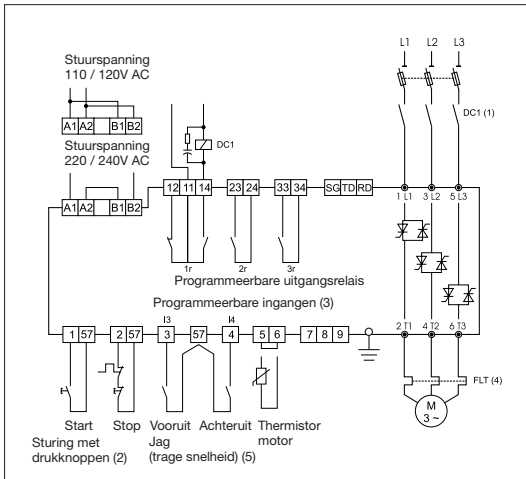 Stuurspanning
110 / 120V AC
A1 A2 B1 B2
Stuurspanning
220 / 240V AC
A1 A2 B1 B2
L1 L2 L3
DC1 (1)
DC1
12 11 14 23 24 33 34 SG TD RD
1 L1 3 L2 5 L3
1r 2r 3r
Programmeerbare uitgangsrelais
Programmeerbare ingangen (3)
I3 I4
1 57 2 57 3 57 4 5 6 7 8 9
2 T1 4 T2 6 T3
FLT (4)
M
3 ~
Start Stop Vooruit Achteruit Thermistor
motor
Sturing met
drukknoppen (2)
Jag
(trage snelheid) (5)